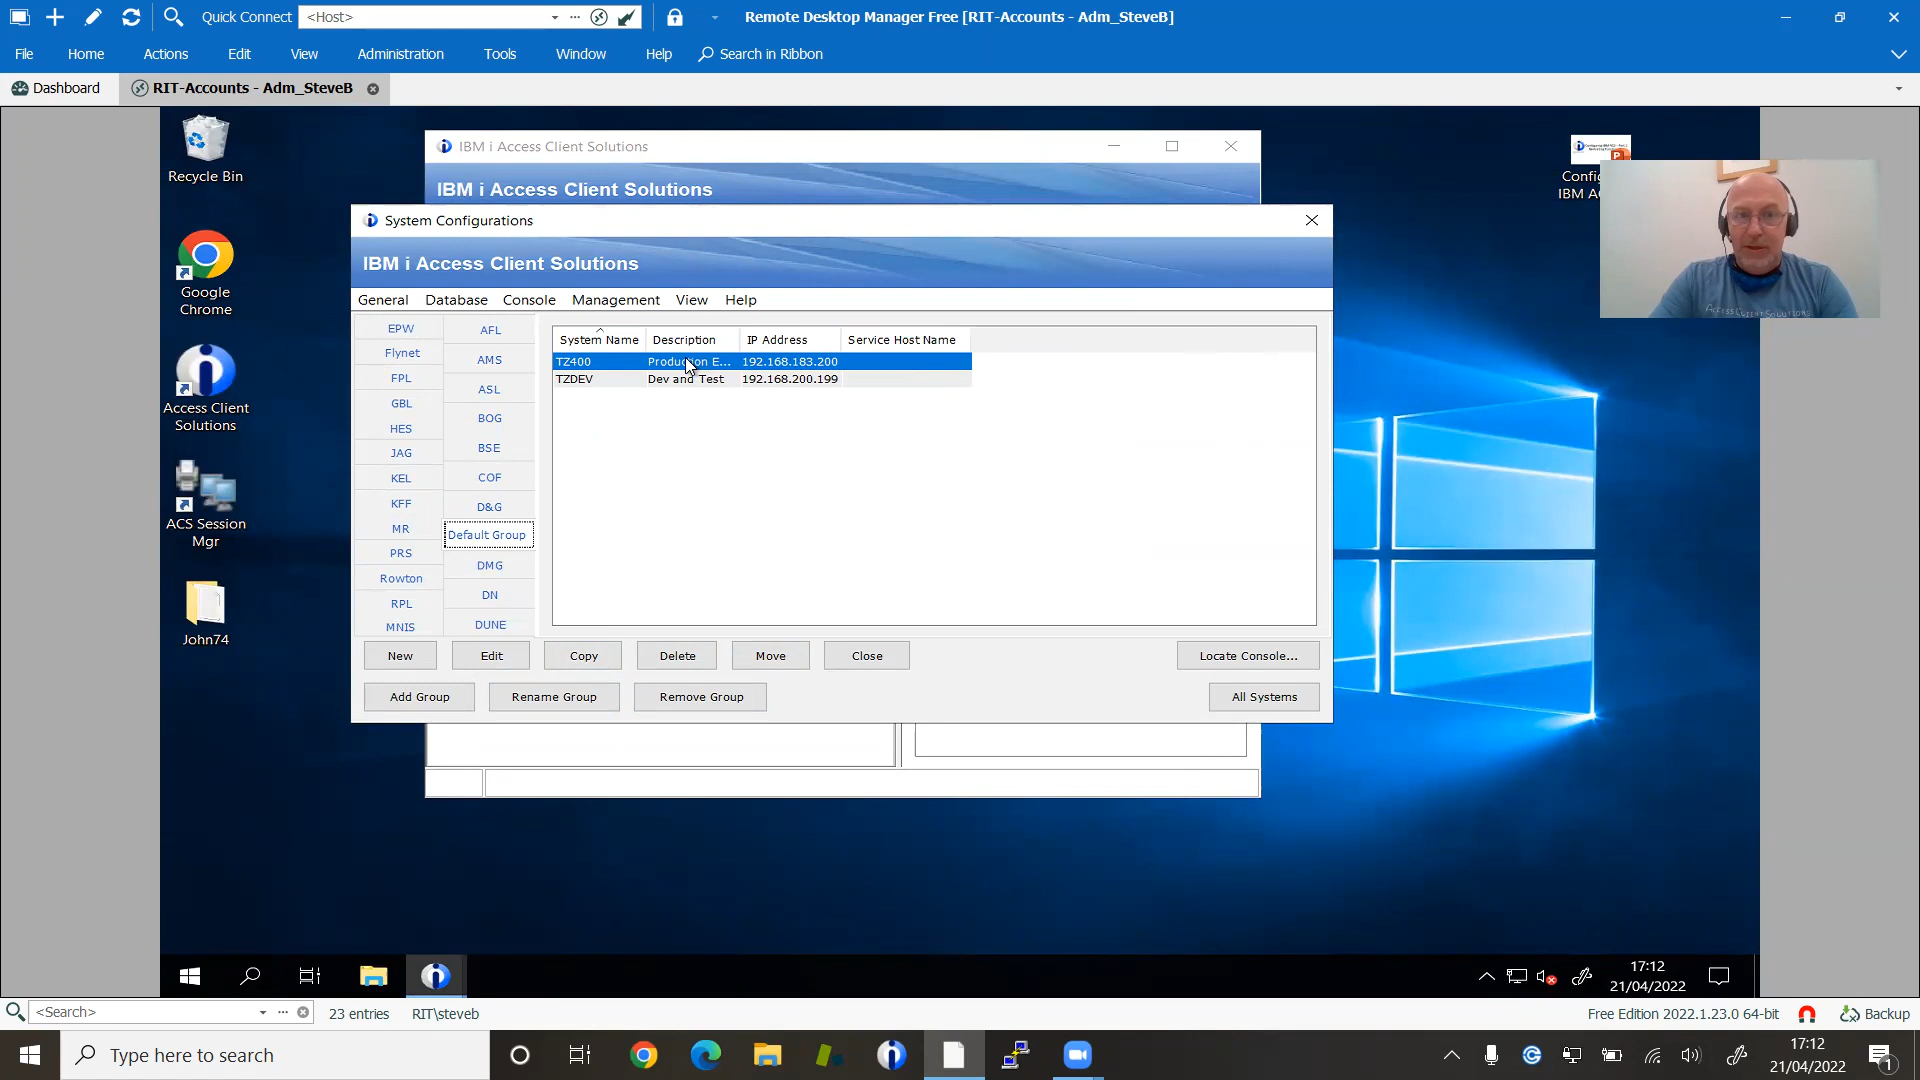 Quick Connect <Host> Remote Desktop Manager Free [RIT-Accounts - Adm_SteveB]
File Home Actions Edit View Administration Tools Window Help Search in Ribbon
Dashboard RIT-Accounts - Adm_SteveB
Recycle Bin
Google
Chrome
Access Client
Solutions
ACS Session
Mgr
John74
IBM i Access Client Solutions
IBM i Access Client Solutions
System Configurations
IBM i Access Client Solutions
General Database Console Management View Help
EPW
Flynet
FPL
GBL
HES
JAG
KEL
KFF
MR
PRS
Rowton
RPL
MNIS
AFL
AMS
ASL
BOG
BSE
COF
D&G
Default Group
DMG
DN
DUNE
System Name Description IP Address Service Host Name
TZ400 Production E... 192.168.183.200
TZDEV Dev and Test 192.168.200.199
New Edit Copy Delete Move Close Locate Console...
Add Group Rename Group Remove Group All Systems
IBM
17:12
21/04/2022
<Search> 23 entries RIT\steveb Free Edition 2022.1.23.0 64-bit Backup
Type here to search
17:12
21/04/2022
1